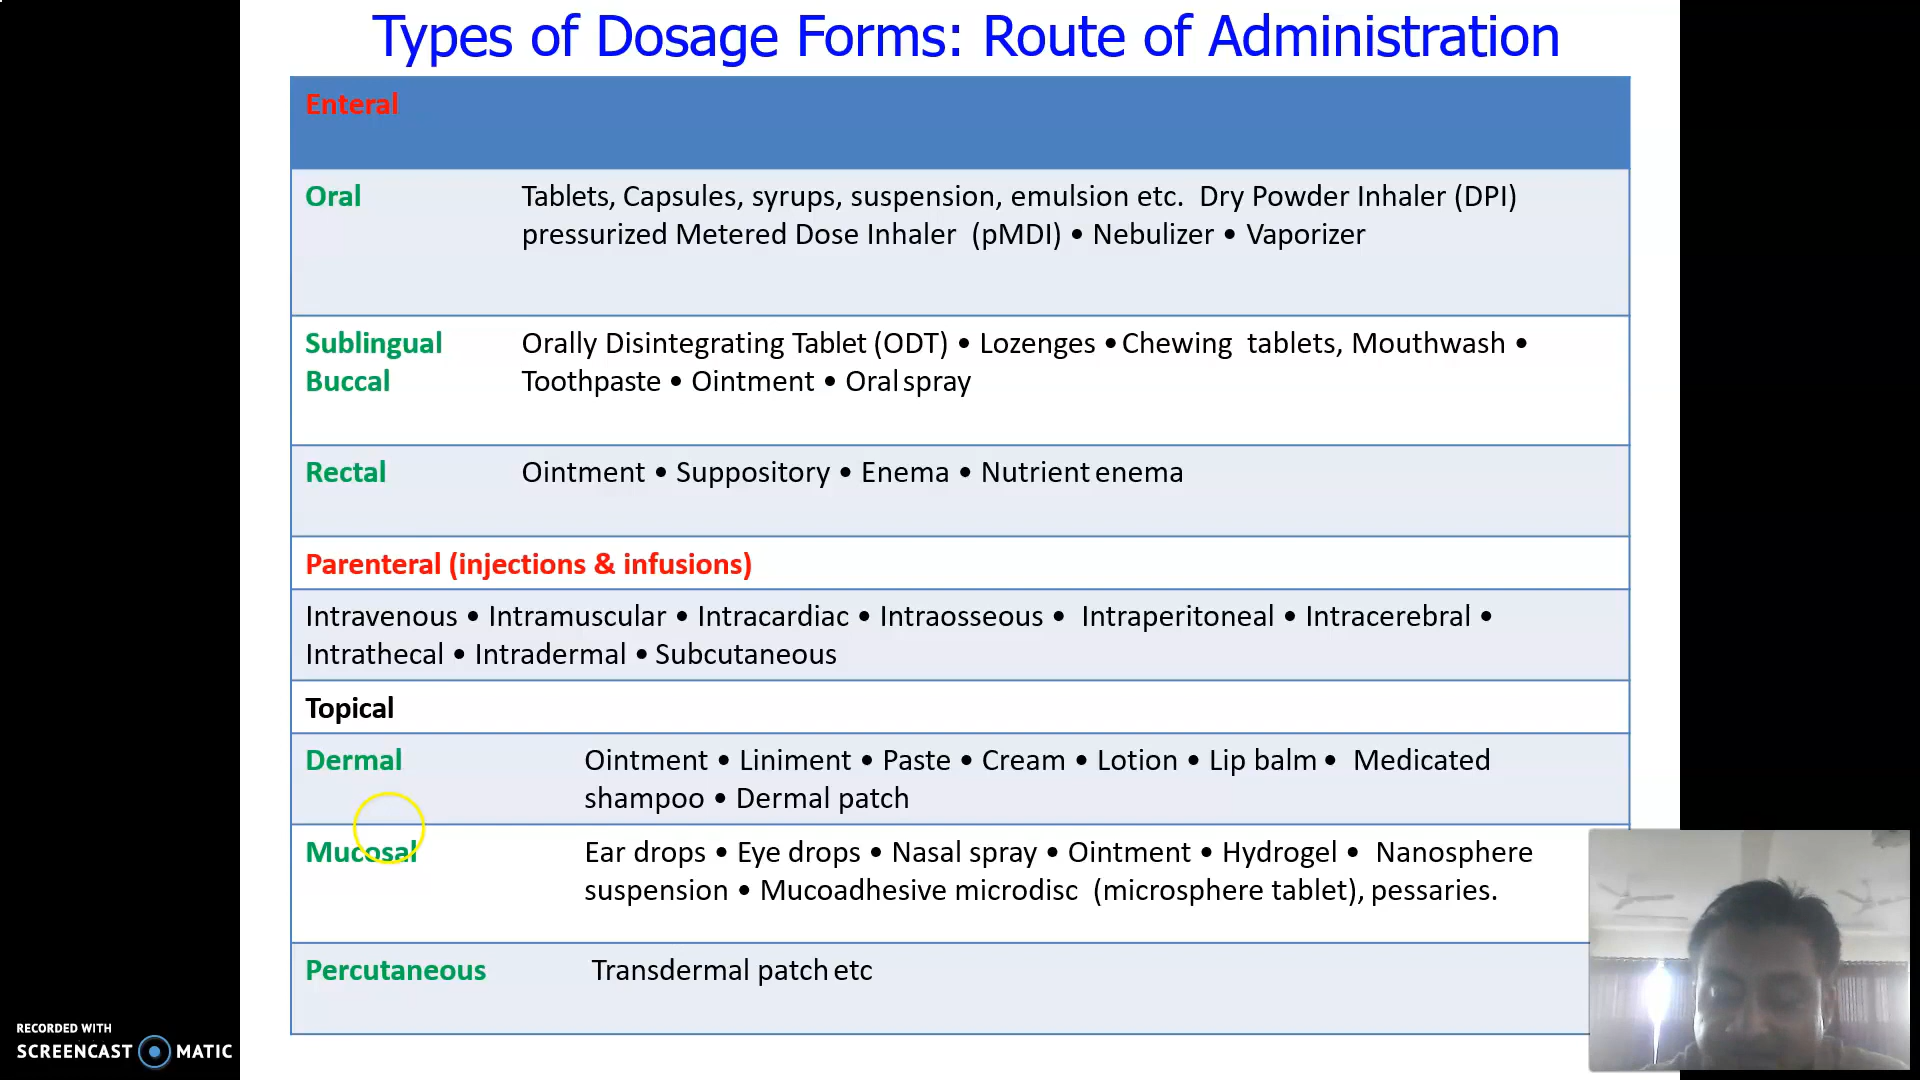 Types of Dosage Forms: Route of Administration
Enteral
Oral
Tablets, Capsules, syrups, suspension, emulsion etc. Dry Powder Inhaler (DPI)
pressurized Metered Dose Inhaler (pMDI) • Nebulizer • Vaporizer
Sublingual
Buccal
Orally Disintegrating Tablet (ODT) • Lozenges • Chewing tablets, Mouthwash •
Toothpaste • Ointment • Oral spray
Rectal
Ointment • Suppository • Enema • Nutrient enema
Parenteral (injections & infusions)
Intravenous • Intramuscular • Intracardiac • Intraosseous • Intraperitoneal • Intracerebral •
Intrathecal • Intradermal • Subcutaneous
Topical
Dermal
Ointment • Liniment • Paste • Cream • Lotion • Lip balm • Medicated
shampoo • Dermal patch
Mucosal
Ear drops • Eye drops • Nasal spray • Ointment • Hydrogel • Nanosphere
suspension • Mucoadhesive microdisc (microsphere tablet), pessaries.
Percutaneous
Transdermal patch etc
RECORDED WITH
SCREENCAST MATIC